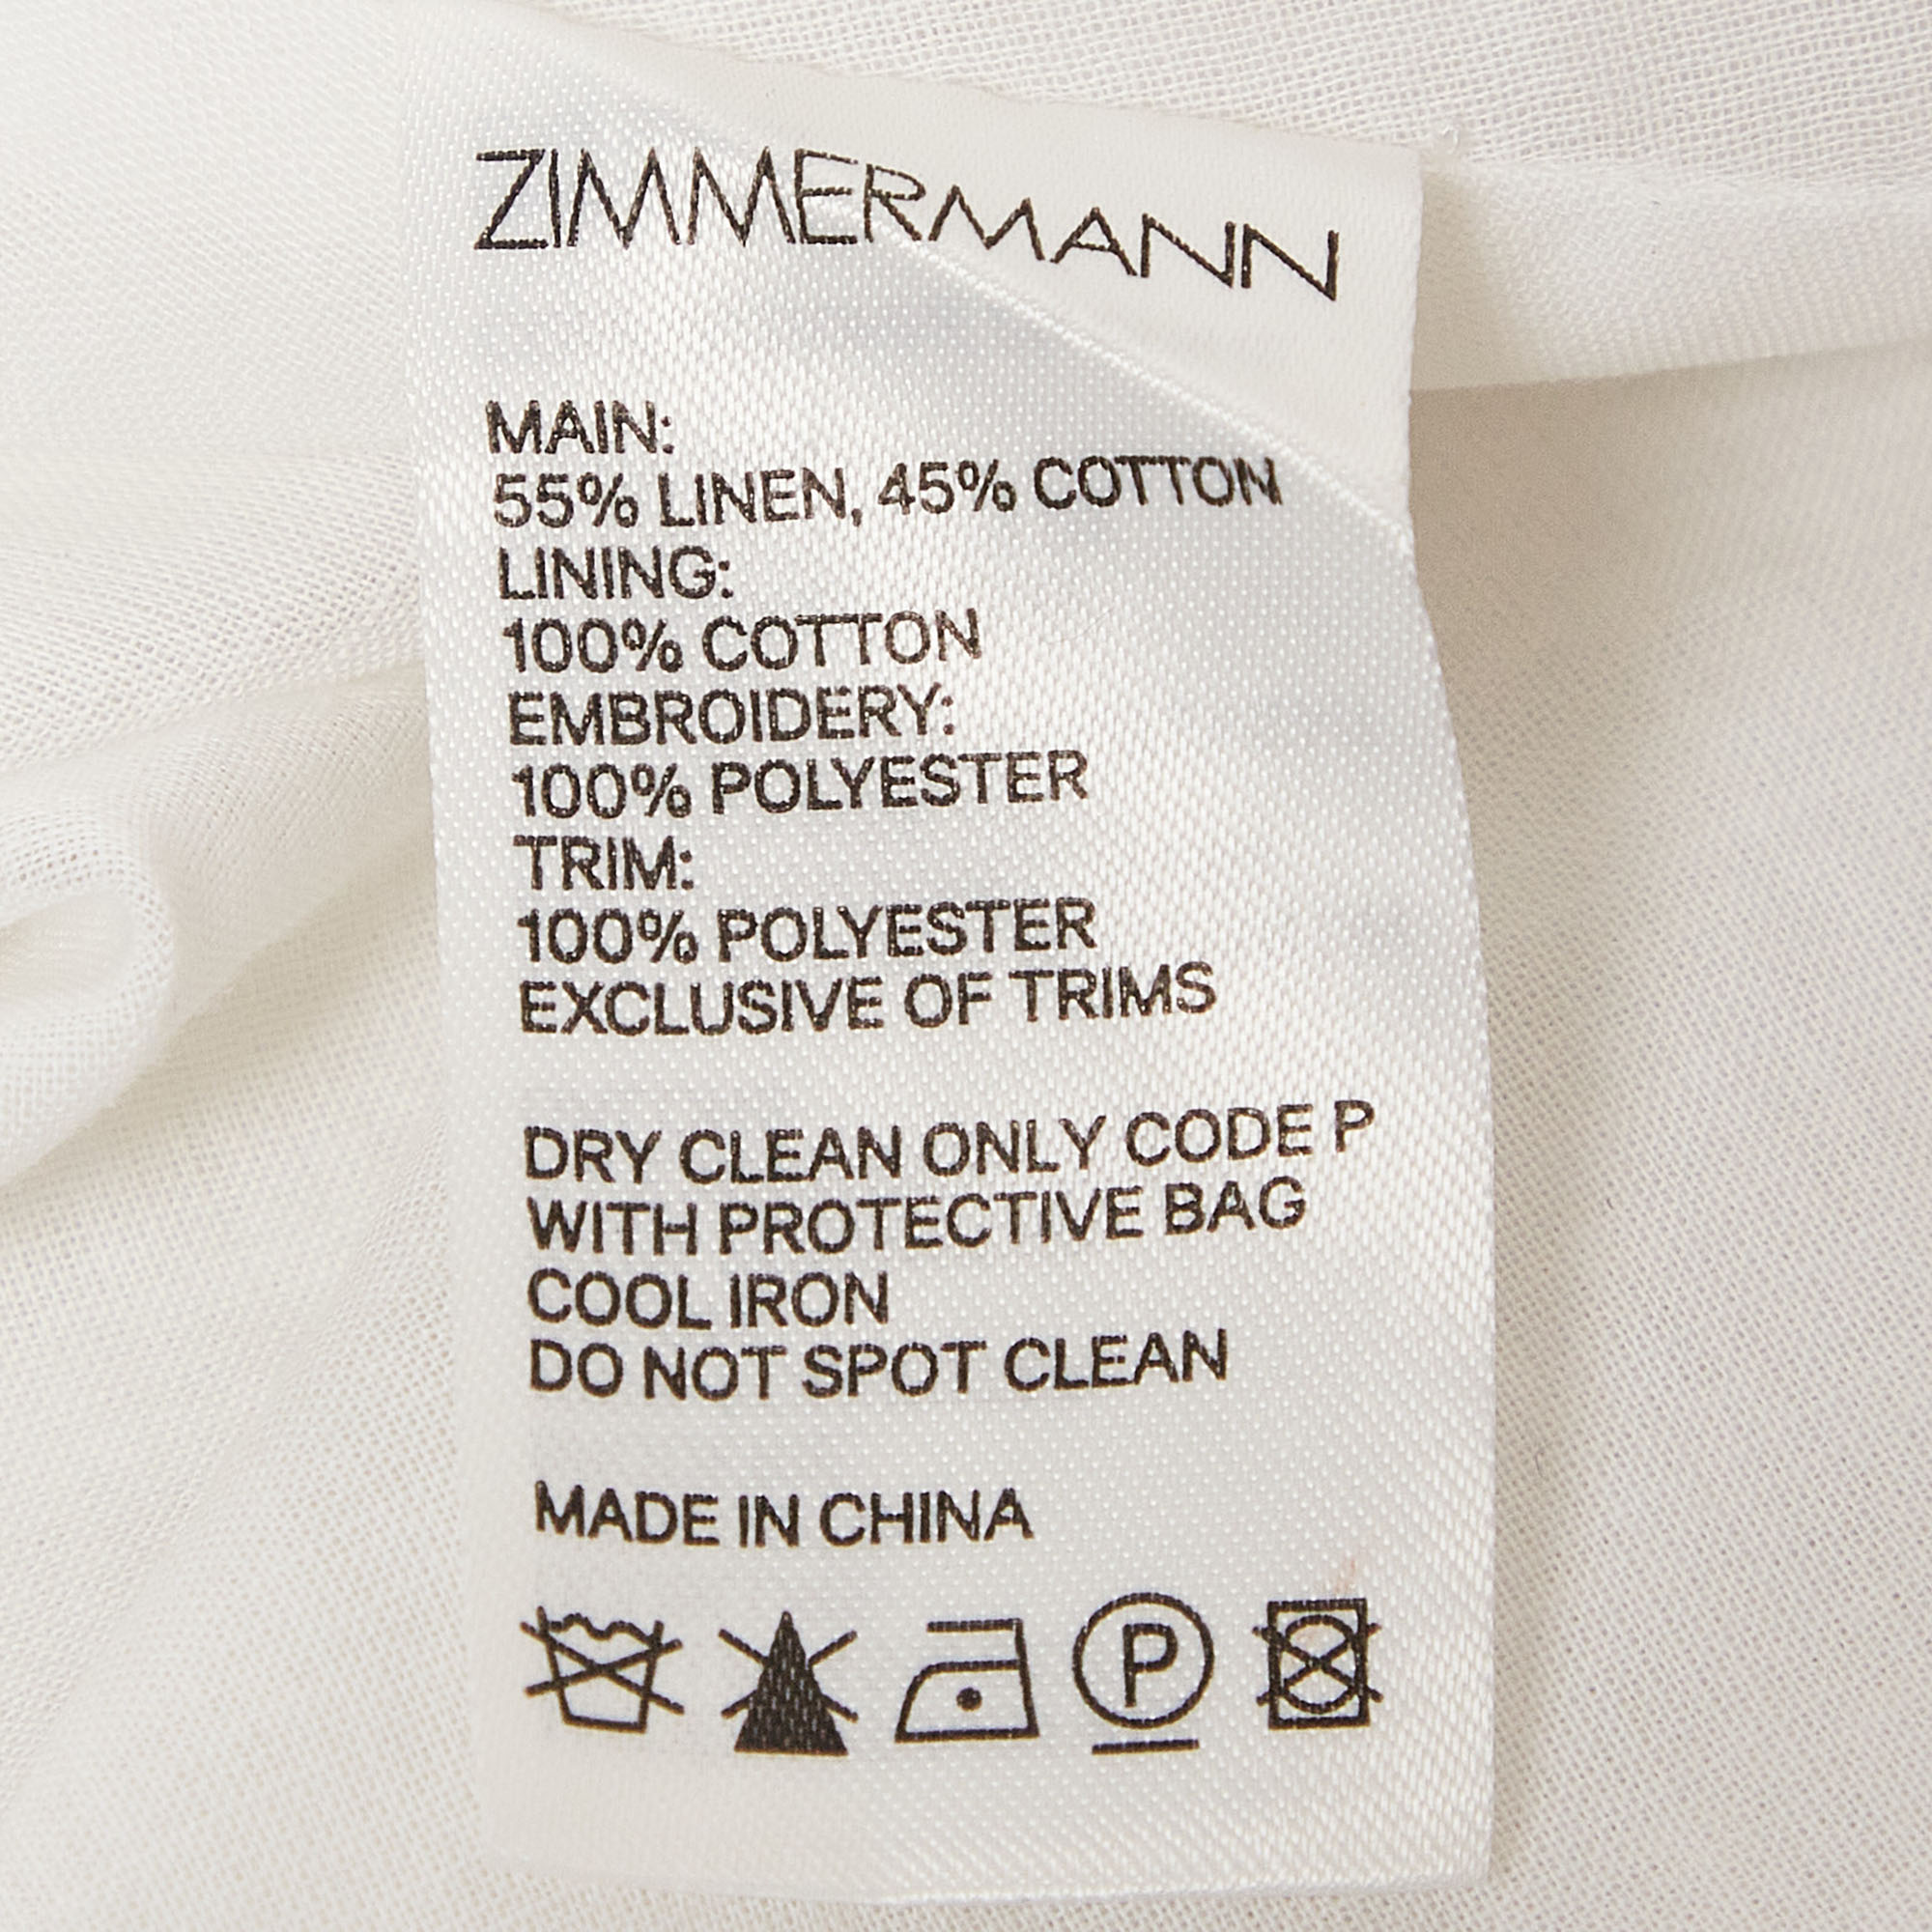 ZIMMERMANN
MAIN:
55% LINEN, 45% COTTON
LINING:
100% COTTON
EMBROIDERY:
100% POLYESTER
TRIM:
100% POLYESTER
EXCLUSIVE OF TRIMS
DRY CLEAN ONLY CODE P
WITH PROTECTIVE BAG
COOL IRON
DO NOT SPOT CLEAN
MADE IN CHINA
P